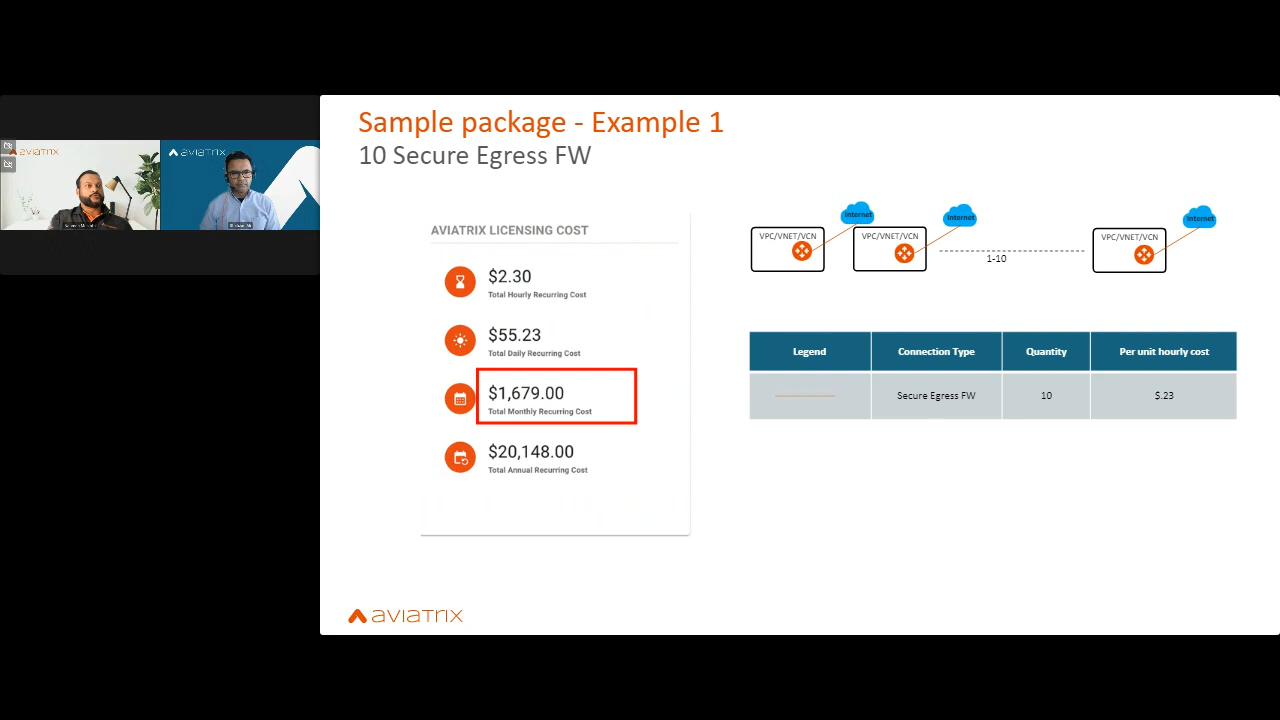 Sample package - Example 1
10 Secure Egress FW
AVIATRIX LICENSING COST
$2.30
Total Hourly Recurring Cost
$55.23
Total Daily Recurring Cost
$1,679.00
Total Monthly Recurring Cost
$20,148.00
Total Annual Recurring Cost
Internet
Internet
Internet
VPC/VNET/VCN
VPC/VNET/VCN
VPC/VNET/VCN
1-10
Legend
Connection Type
Quantity
Per unit hourly cost
Secure Egress FW
10
$.23
aviatrix
aviatrix
aviatrix